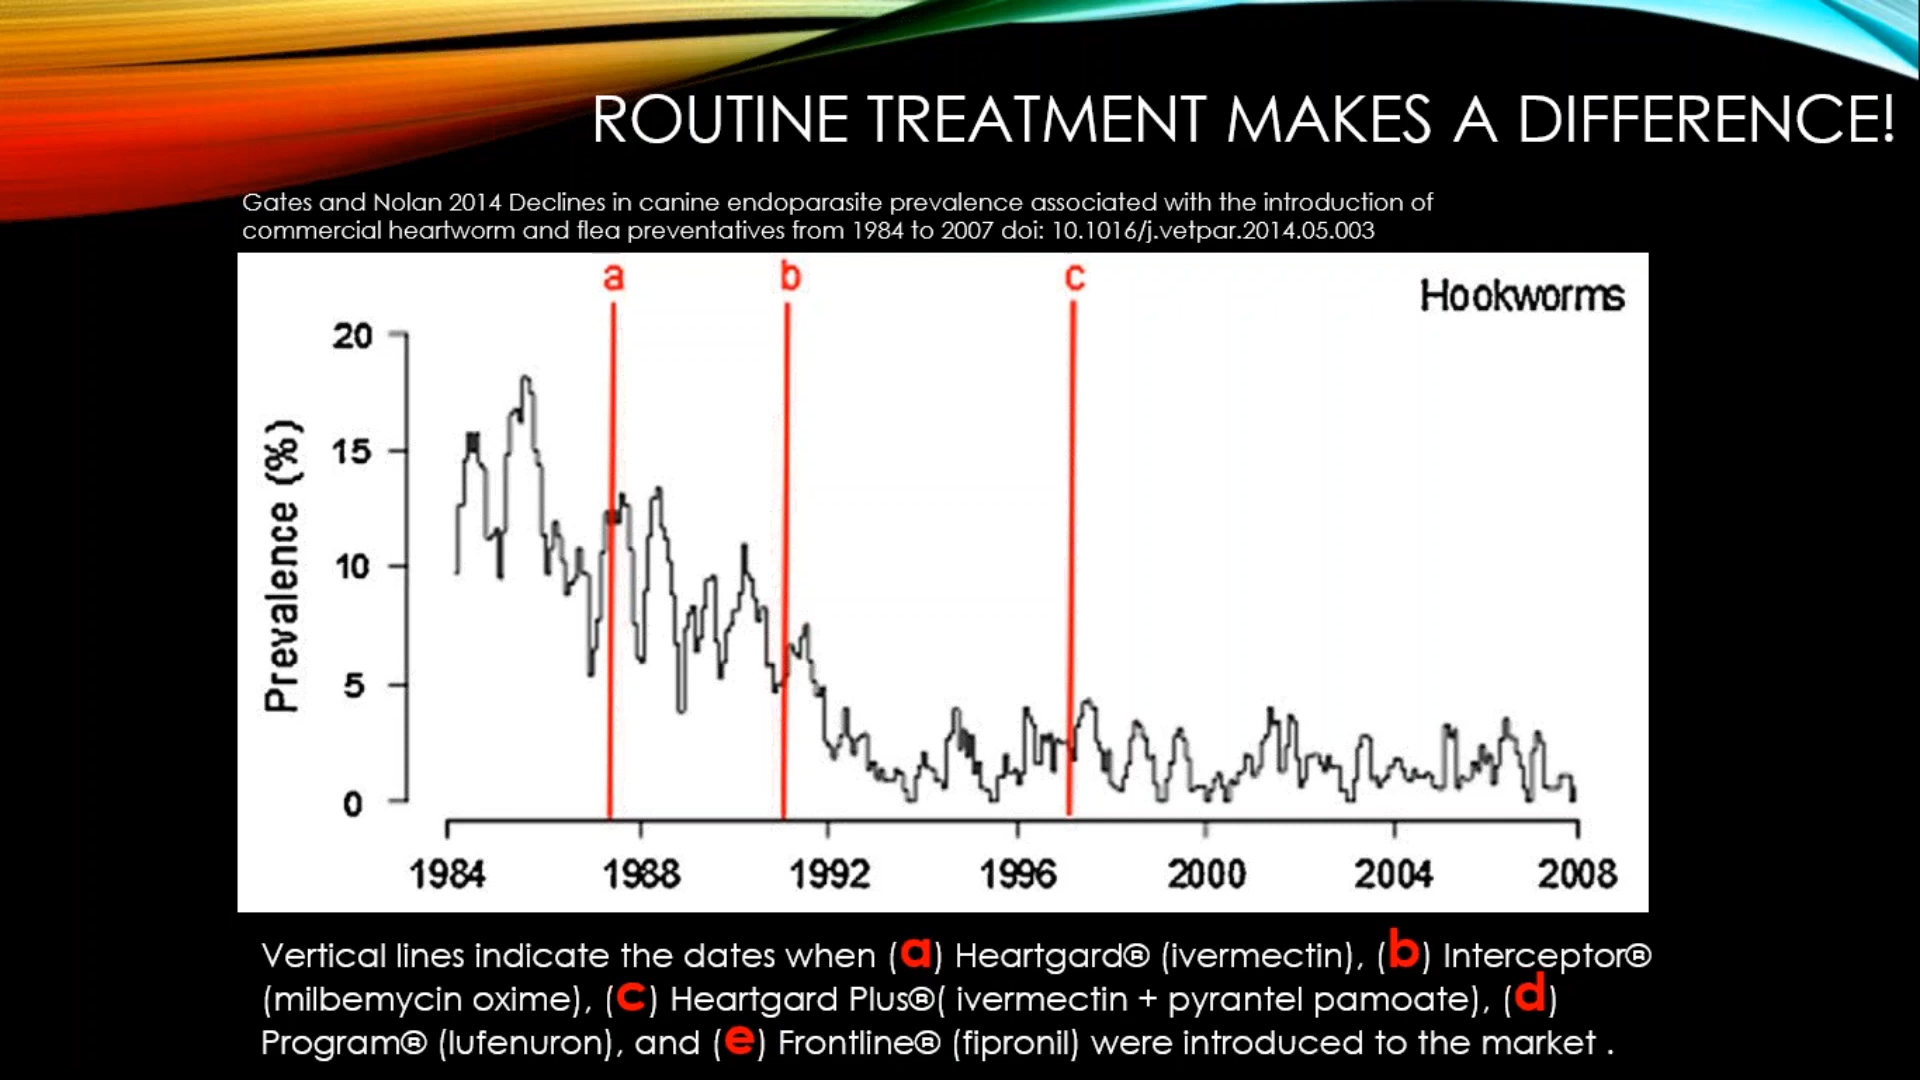 ROUTINE TREATMENT MAKES A DIFFERENCE!
Gates and Nolan 2014 Declines in canine endoparasite prevalence associated with the introduction of
commercial heartworm and flea preventatives from 1984 to 2007 doi: 10.1016/j.vetpar.2014.05.003
a b c
Hookworms
Prevalence (%)
20
15
10
5
0
1984 1988 1992 1996 2000 2004 2008
Vertical lines indicate the dates when (a) Heartgard® (ivermectin), (b) Interceptor®
(milbemycin oxime), (c) Heartgard Plus®( ivermectin + pyrantel pamoate), (d)
Program® (lufenuron), and (e) Frontline® (fipronil) were introduced to the market .